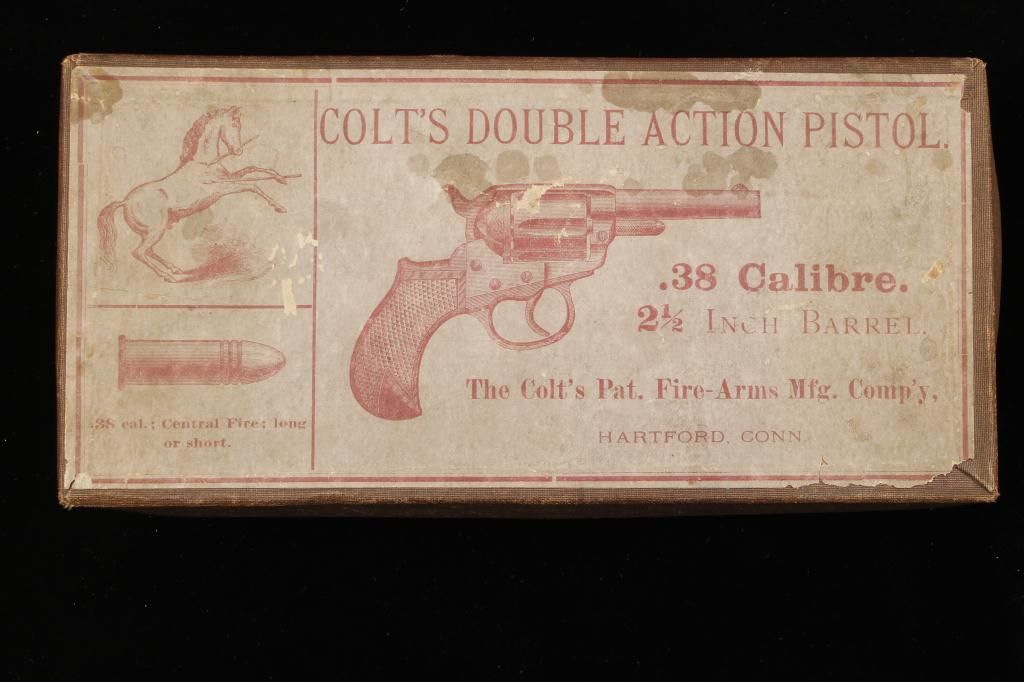 COLT'S DOUBLE ACTION PISTOL.
.38 Calibre.
2½ INCH BARREL.
The Colt's Pat. Fire-Arms Mfg. Comp'y,
HARTFORD, CONN.
.38 cal.; Central Fire; long
or short.